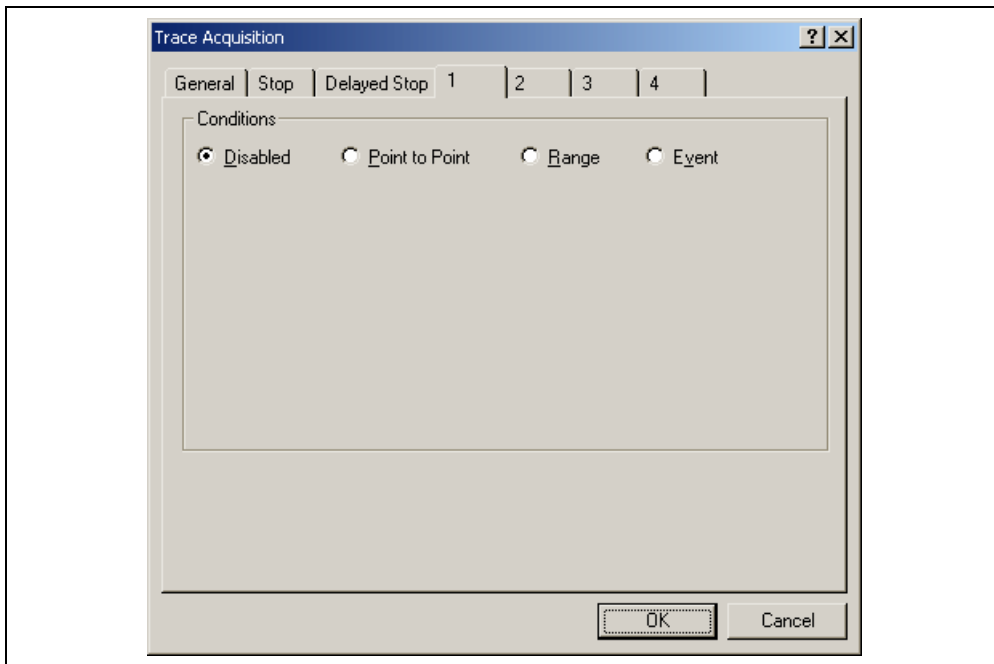 Trace Acquisition
General Stop Delayed Stop 1 2 3 4
Conditions
Disabled Point to Point Range Event
OK Cancel